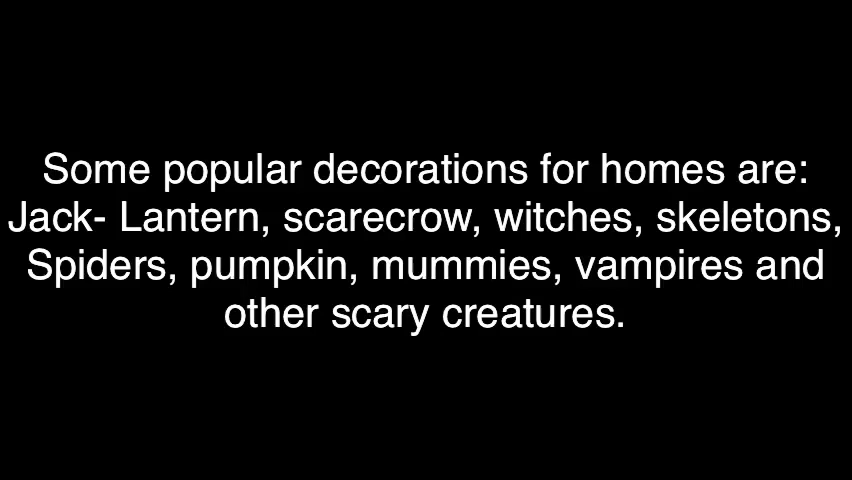 Some popular decorations for homes are:
Jack- Lantern, scarecrow, witches, skeletons,
Spiders, pumpkin, mummies, vampires and
other scary creatures.